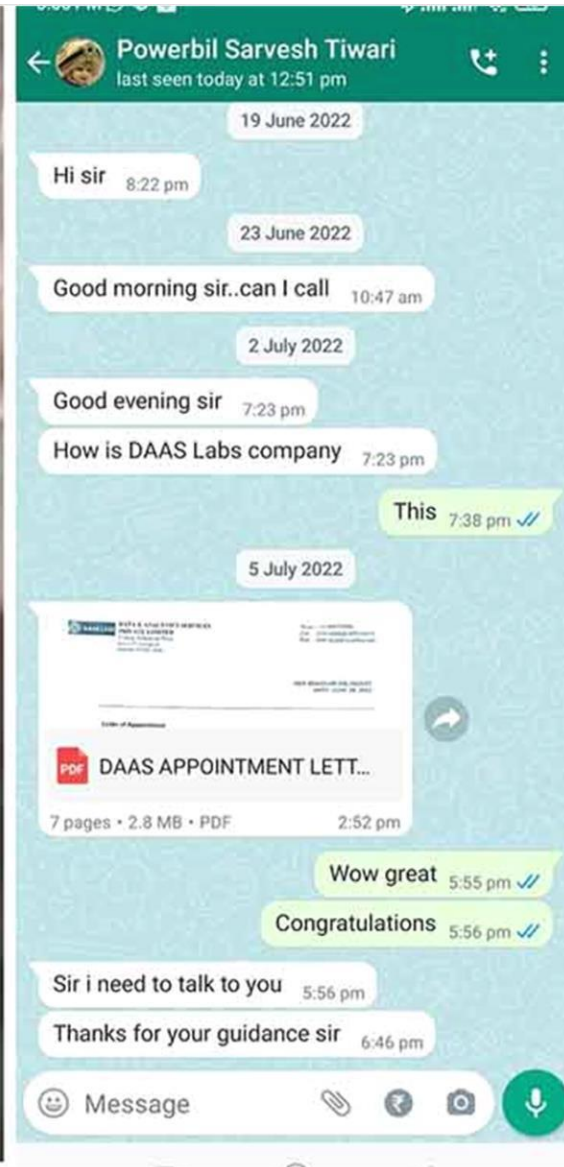 Powerbil Sarvesh Tiwari
last seen today at 12:51 pm
19 June 2022
Hi sir 8:22 pm
23 June 2022
Good morning sir..can I call 10:47 am
2 July 2022
Good evening sir 7:23 pm
How is DAAS Labs company 7:23 pm
This 7:38 pm
5 July 2022
PDF DAAS APPOINTMENT LETT...
7 pages • 2.8 MB • PDF 2:52 pm
Wow great 5:55 pm
Congratulations 5:56 pm
Sir i need to talk to you 5:56 pm
Thanks for your guidance sir 6:46 pm
Message